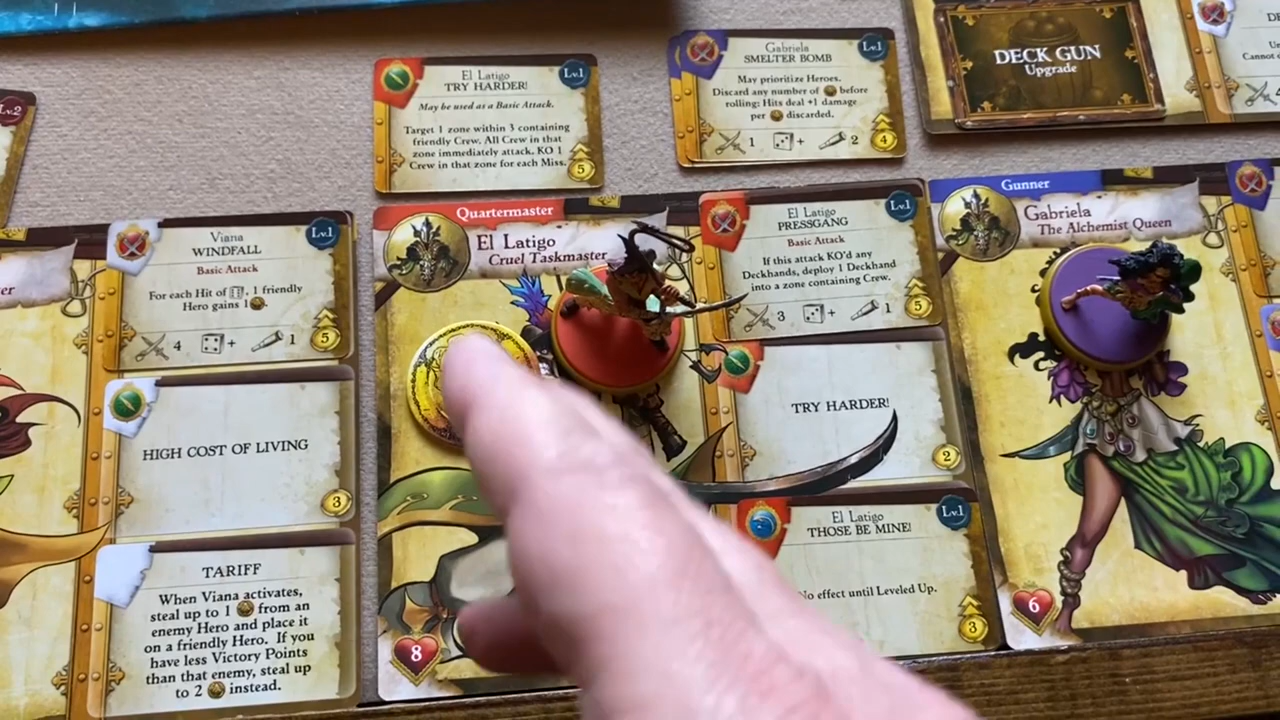 Lv.2
El Latigo
TRY HARDER!
Lv.1
May be used as a Basic Attack.
Target 1 zone within 3 containing
friendly Crew. All Crew in that
zone immediately attack. KO 1
Crew in that zone for each Miss.
5
Gabriela
SMELTER BOMB
Lv.1
May prioritize Heroes.
Discard any number of before
rolling: Hits deal +1 damage
per discarded.
1 + 2
4
DECK GUN
Upgrade
Cannot
4
Viana
WINDFALL
Lv.1
Basic Attack
For each Hit of , 1 friendly
Hero gains 1 .
4 + 1
5
HIGH COST OF LIVING
3
TARIFF
When Viana activates,
steal up to 1 from an
enemy Hero and place it
on a friendly Hero. If you
have less Victory Points
than that enemy, steal up
to 2 instead.
Quartermaster
El Latigo
Cruel Taskmaster
8
El Latigo
PRESSGANG
Lv.1
Basic Attack
If this attack KO'd any
Deckhands, deploy 1 Deckhand
into a zone containing Crew.
3 + 1
5
TRY HARDER!
2
El Latigo
THOSE BE MINE!
Lv.1
No effect until Leveled Up.
3
Gunner
Gabriela
The Alchemist Queen
6